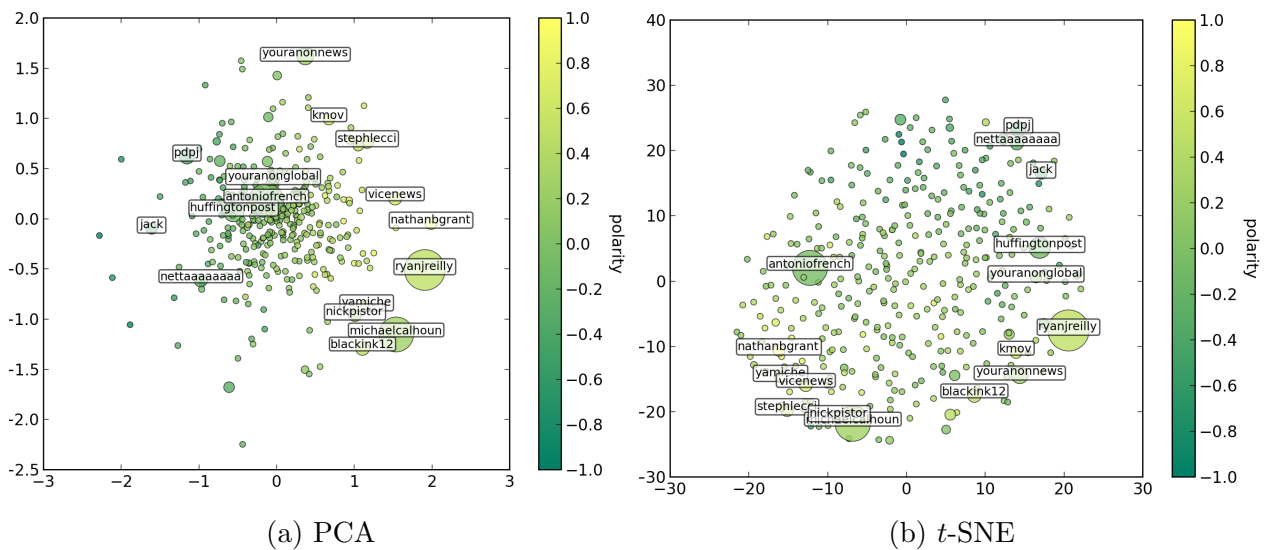 2.0
1.5
1.0
0.5
0.0
-0.5
-1.0
-1.5
-2.0
-2.5
−3
−2
−1
0
1
2
3
youranonnews
kmov
stephlecci
pdpj
youranonglobal
vicenews
antoniofrench
huffingtonpost
nathanbgrant
jack
ryanjreilly
nettaaaaaaaa
yamiche
nickpistor
michaelcalhoun
blackink12
1.0
0.8
0.6
0.4
0.2
0.0
−0.2
−0.4
−0.6
−0.8
−1.0
polarity
(a) PCA
40
30
20
10
0
−10
−20
−30
−30
−20
−10
0
10
20
30
pdpj
nettaaaaaaaa
jack
huffingtonpost
antoniofrench
youranonglobal
ryanjreilly
nathanbgrant
kmov
yamiche
vicenews
youranonnews
blackink12
stephlecci
nickpistor
michaelcalhoun
1.0
0.8
0.6
0.4
0.2
0.0
−0.2
−0.4
−0.6
−0.8
−1.0
polarity
(b) t-SNE